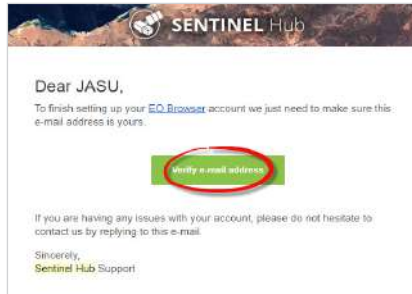 SENTINEL Hub
Dear JASU,
To finish setting up your EO Browser account we just need to make sure this
e-mail address is yours.
Verify e-mail address
If you are having any issues with your account, please do not hesitate to
contact us by replying to this e-mail.
Sincerely,
Sentinel Hub Support